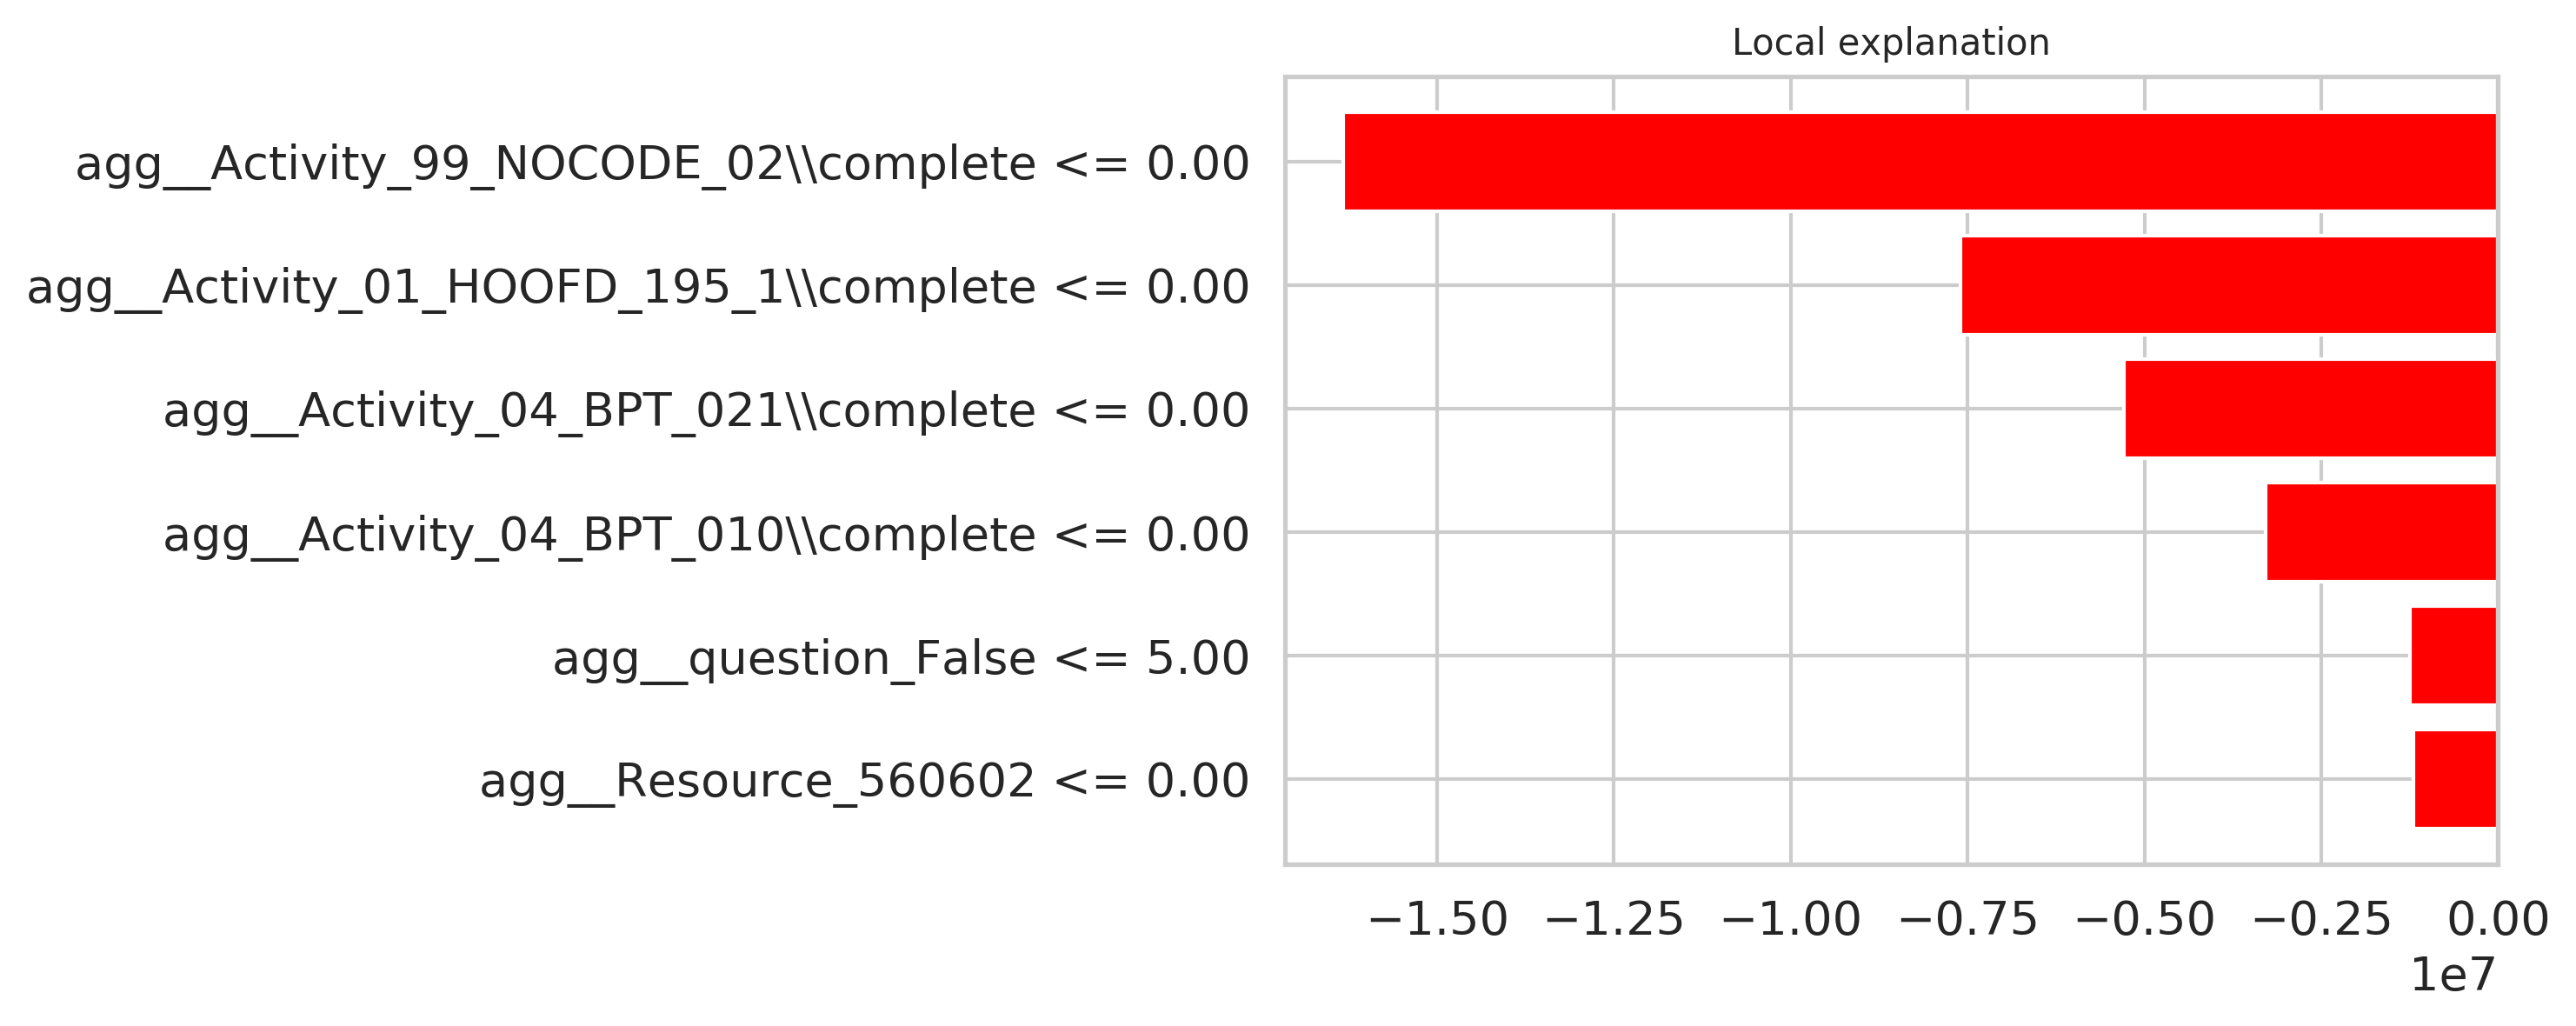 Local explanation
agg__Activity_99_NOCODE_02\\complete <= 0.00
agg__Activity_01_HOOFD_195_1\\complete <= 0.00
agg__Activity_04_BPT_021\\complete <= 0.00
agg__Activity_04_BPT_010\\complete <= 0.00
agg__question_False <= 5.00
agg__Resource_560602 <= 0.00
−1.50 −1.25 −1.00 −0.75 −0.50 −0.25 0.00
1e7